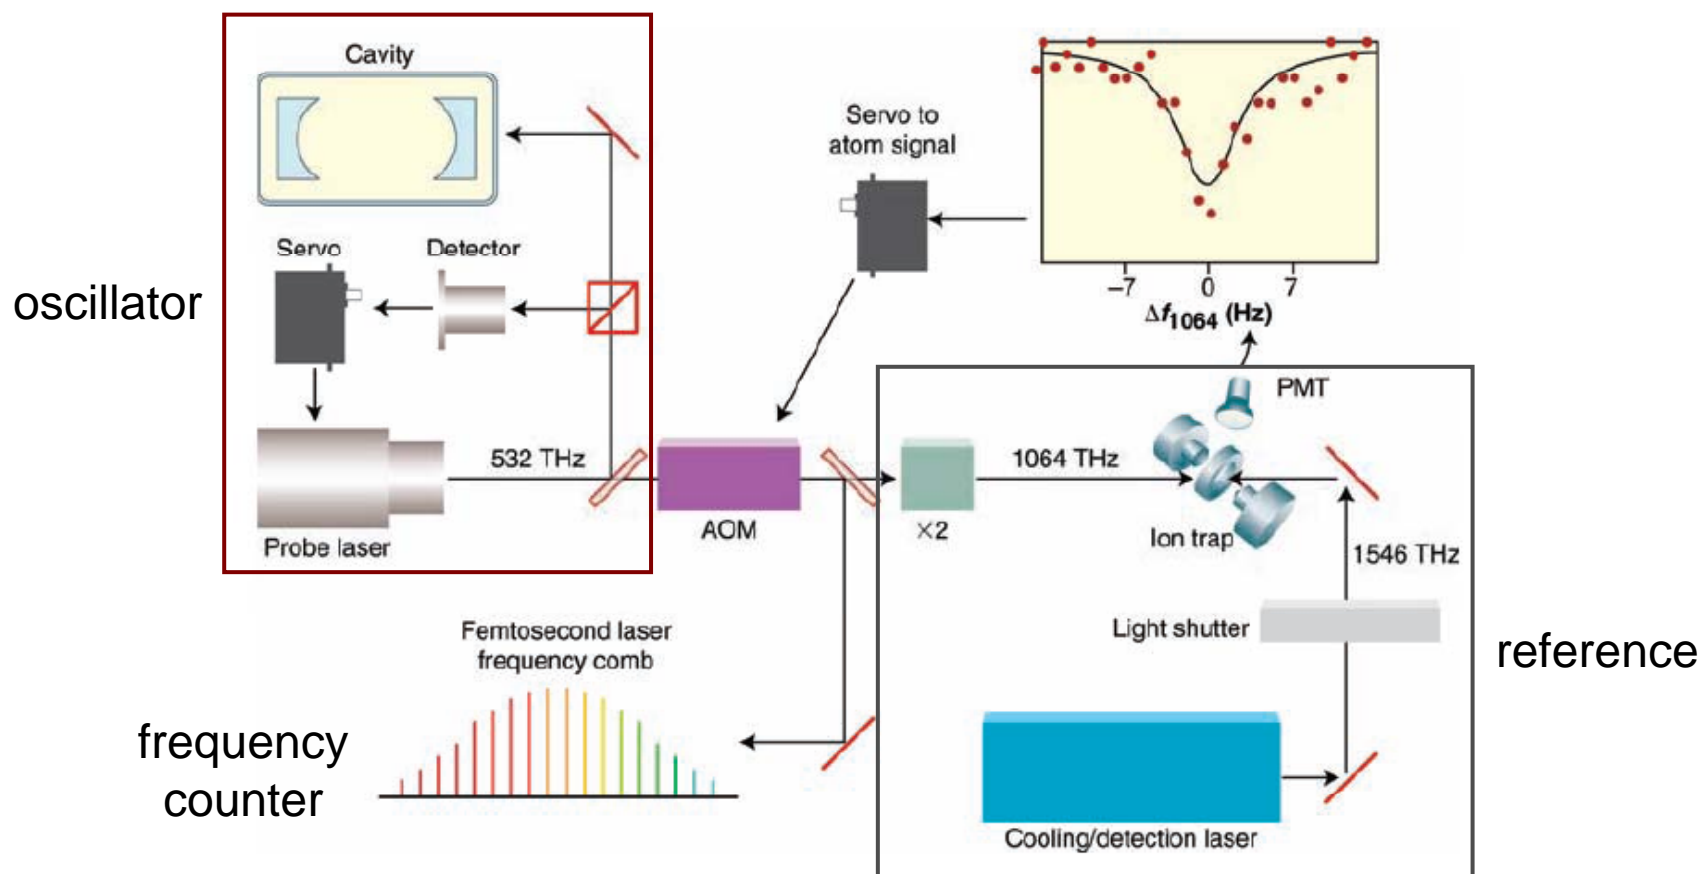 Cavity
Servo to
atom signal
Servo
Detector
oscillator
−7 0 7
Δf1064 (Hz)
PMT
532 THz
1064 THz
AOM
×2
Ion trap
Probe laser
1546 THz
Light shutter
Femtosecond laser
frequency comb
reference
frequency
counter
Cooling/detection laser